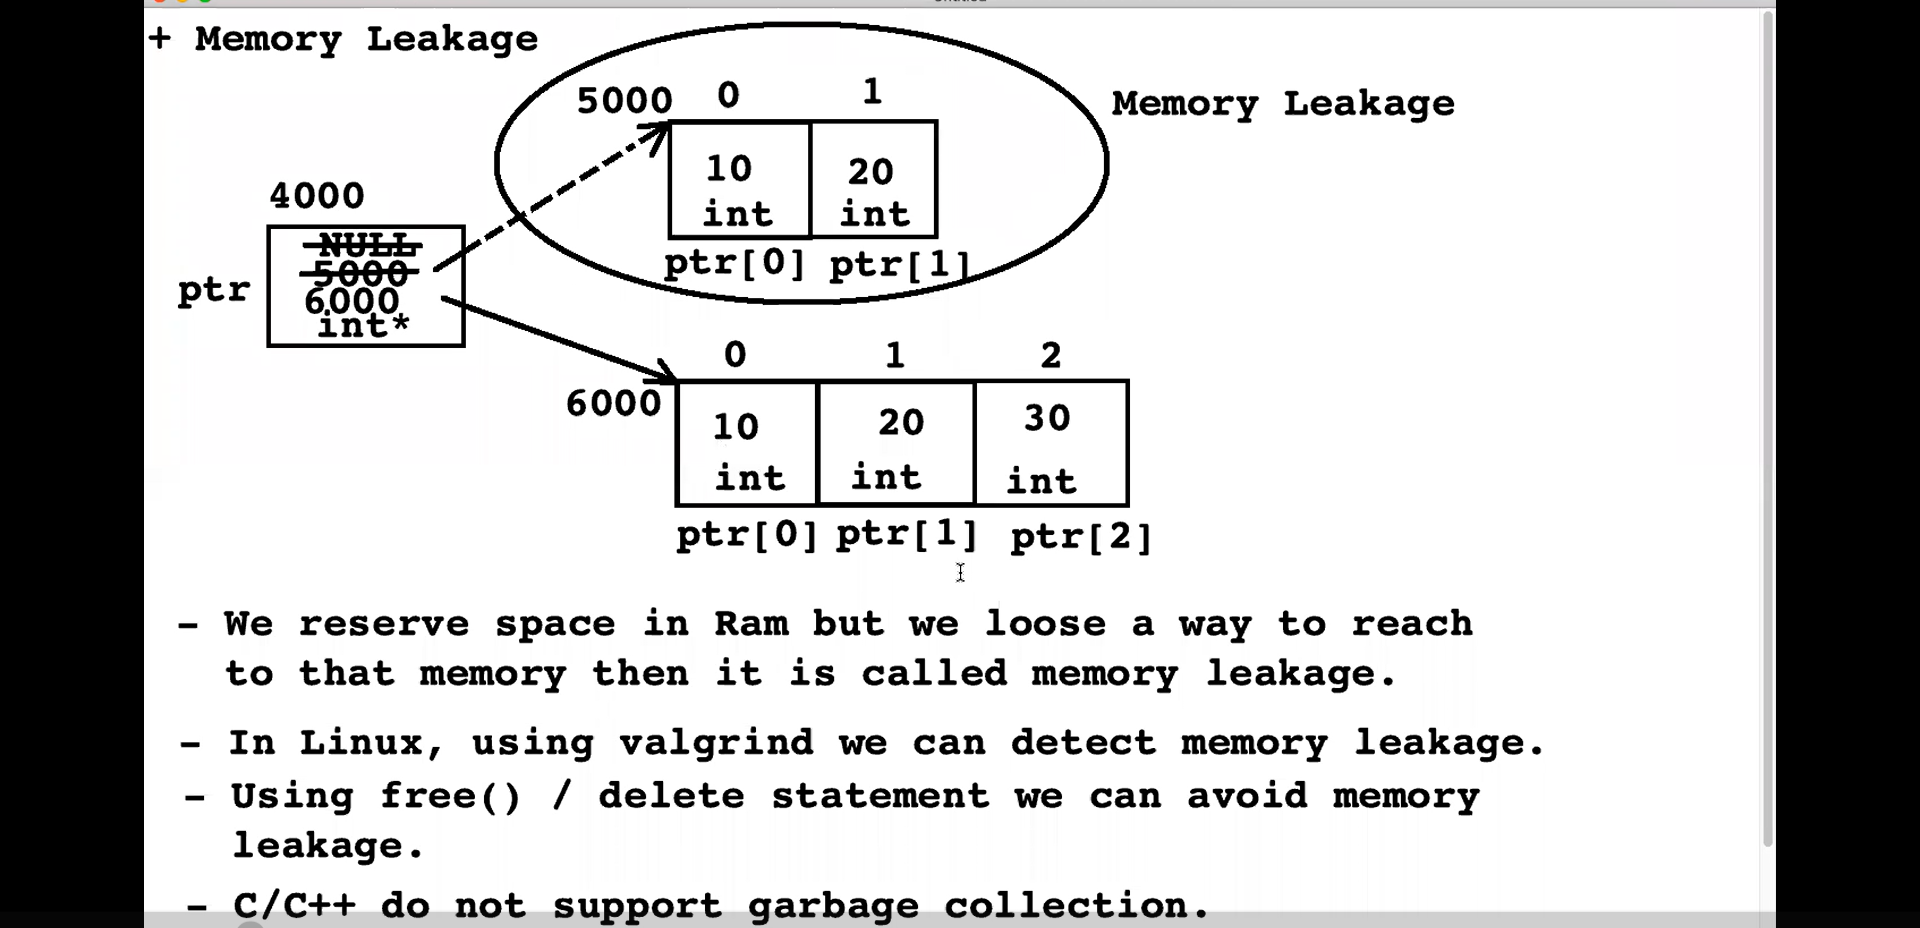 + Memory Leakage
5000 0 1
Memory Leakage
10 20
int int
ptr[0] ptr[1]
4000
NULL
5000
6000
int*
ptr
0 1 2
6000
10 20 30
int int int
ptr[0] ptr[1] ptr[2]
- We reserve space in Ram but we loose a way to reach
to that memory then it is called memory leakage.
- In Linux, using valgrind we can detect memory leakage.
- Using free() / delete statement we can avoid memory
leakage.
- C/C++ do not support garbage collection.